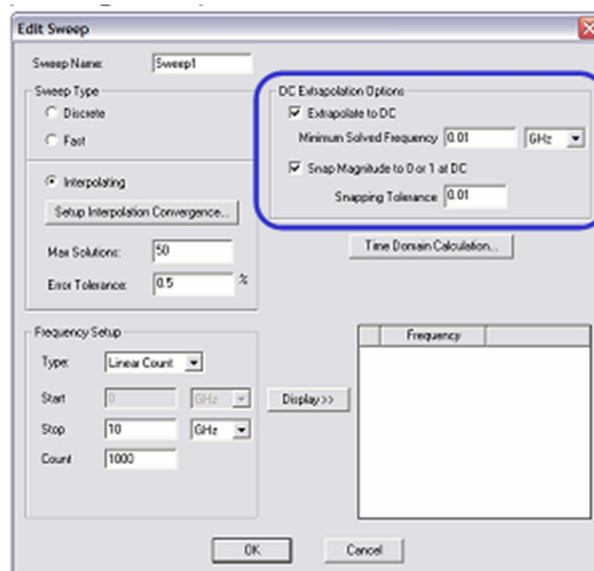 Edit Sweep
Sweep Name: Sweep1
Sweep Type
Discrete
Fast
Interpolating
Setup Interpolation Convergence...
Max Solutions: 50
Error Tolerance: 0.5 %
DC Extrapolation Options
Extrapolate to DC
Minimum Solved Frequency 0.01 GHz
Snap Magnitude to 0 or 1 at DC
Snapping Tolerance 0.01
Time Domain Calculation...
Frequency Setup
Type: Linear Count
Start 0 GHz
Stop 10 GHz
Count 1000
Display >>
Frequency
OK Cancel